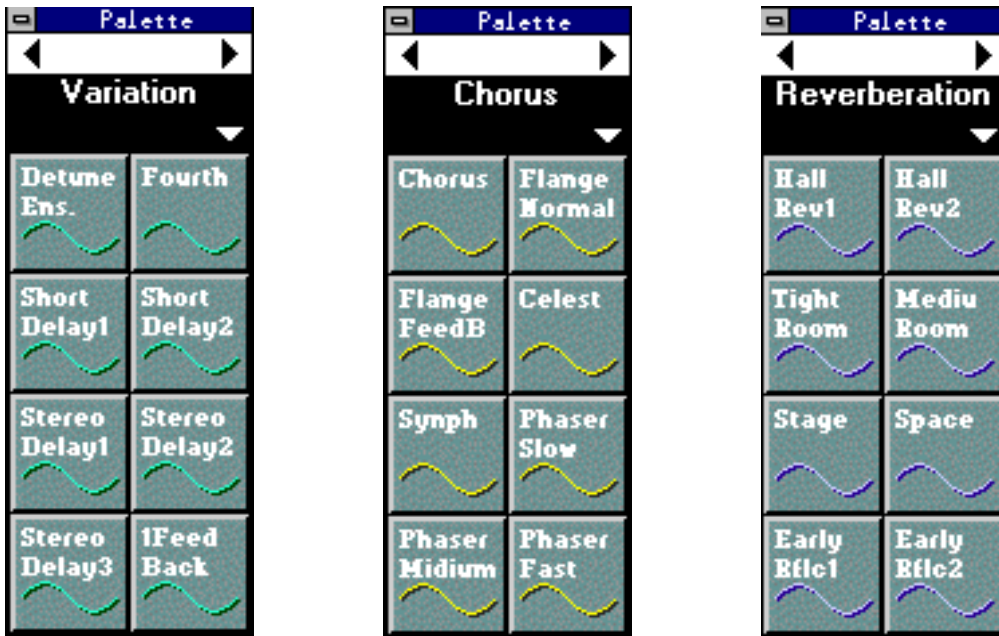 Palette
Variation
Detune
Ens.
Fourth
Short
Delay1
Short
Delay2
Stereo
Delay1
Stereo
Delay2
Stereo
Delay3
1Feed
Back
Palette
Chorus
Chorus
Flange
Normal
Flange
FeedB
Celest
Synph
Phaser
Slow
Phaser
Midium
Phaser
Fast
Palette
Reverberation
Hall
Rev1
Hall
Rev2
Tight
Room
Mediu
Room
Stage
Space
Early
Rflc1
Early
Rflc2